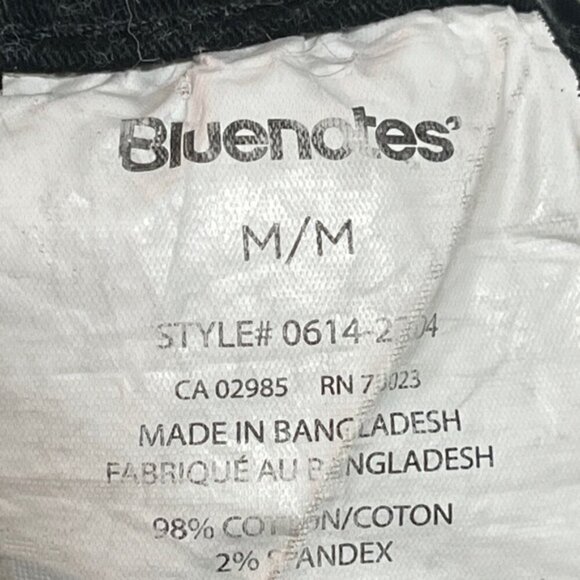 Bluenotes
M/M
STYLE#
CA 02985 RN
MADE IN BANGLADESH
FABRIQUÉ AU BANGLADESH
98% COTTON/COTON
2% SPANDEX